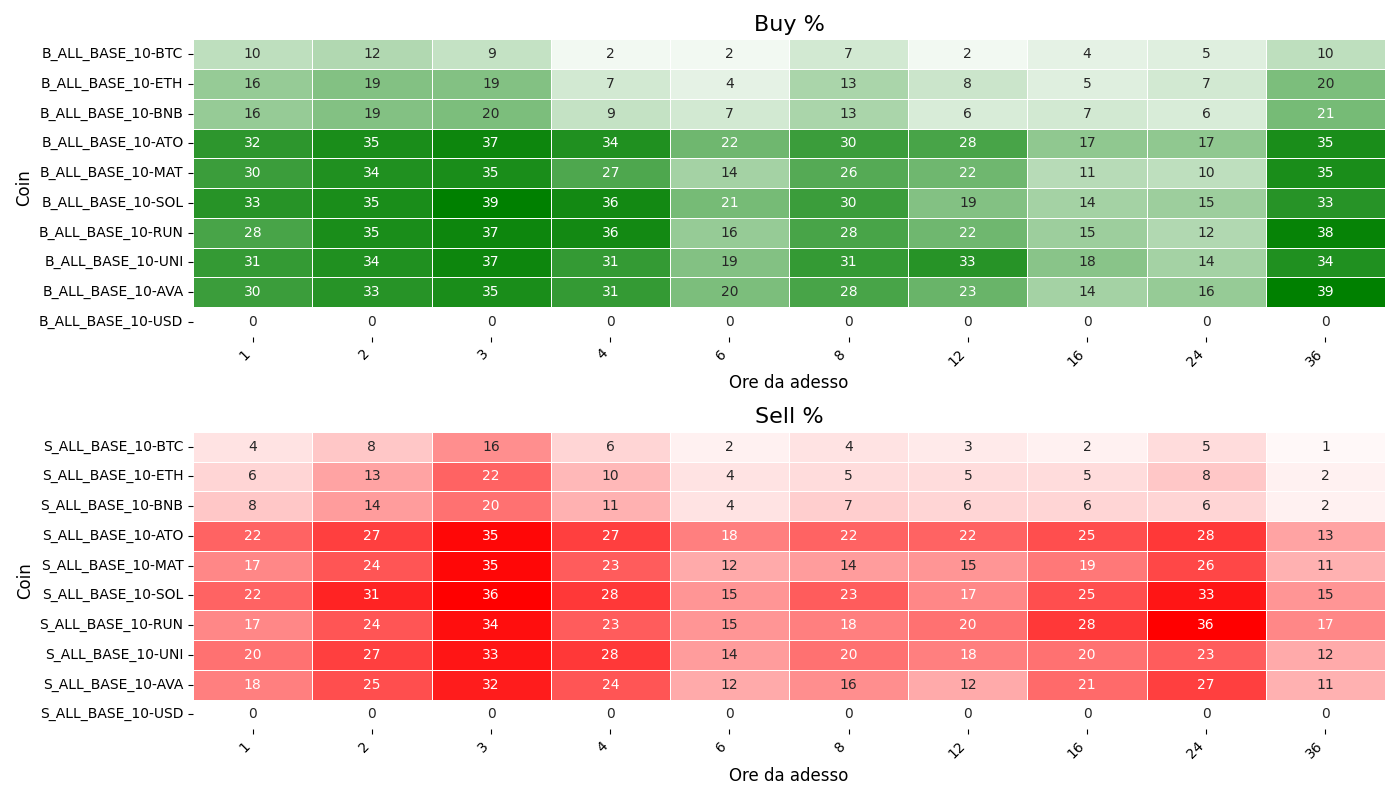 Buy %
Coin
B_ALL_BASE_10-BTC 10 12 9 2 2 7 2 4 5 10
B_ALL_BASE_10-ETH 16 19 19 7 4 13 8 5 7 20
B_ALL_BASE_10-BNB 16 19 20 9 7 13 6 7 6 21
B_ALL_BASE_10-ATO 32 35 37 34 22 30 28 17 17 35
B_ALL_BASE_10-MAT 30 34 35 27 14 26 22 11 10 35
B_ALL_BASE_10-SOL 33 35 39 36 21 30 19 14 15 33
B_ALL_BASE_10-RUN 28 35 37 36 16 28 22 15 12 38
B_ALL_BASE_10-UNI 31 34 37 31 19 31 33 18 14 34
B_ALL_BASE_10-AVA 30 33 35 31 20 28 23 14 16 39
B_ALL_BASE_10-USD 0 0 0 0 0 0 0 0 0 0
1 2 3 4 6 8 12 16 24 36
Ore da adesso
Sell %
Coin
S_ALL_BASE_10-BTC 4 8 16 6 2 4 3 2 5 1
S_ALL_BASE_10-ETH 6 13 22 10 4 5 5 5 8 2
S_ALL_BASE_10-BNB 8 14 20 11 4 7 6 6 6 2
S_ALL_BASE_10-ATO 22 27 35 27 18 22 22 25 28 13
S_ALL_BASE_10-MAT 17 24 35 23 12 14 15 19 26 11
S_ALL_BASE_10-SOL 22 31 36 28 15 23 17 25 33 15
S_ALL_BASE_10-RUN 17 24 34 23 15 18 20 28 36 17
S_ALL_BASE_10-UNI 20 27 33 28 14 20 18 20 23 12
S_ALL_BASE_10-AVA 18 25 32 24 12 16 12 21 27 11
S_ALL_BASE_10-USD 0 0 0 0 0 0 0 0 0 0
1 2 3 4 6 8 12 16 24 36
Ore da adesso